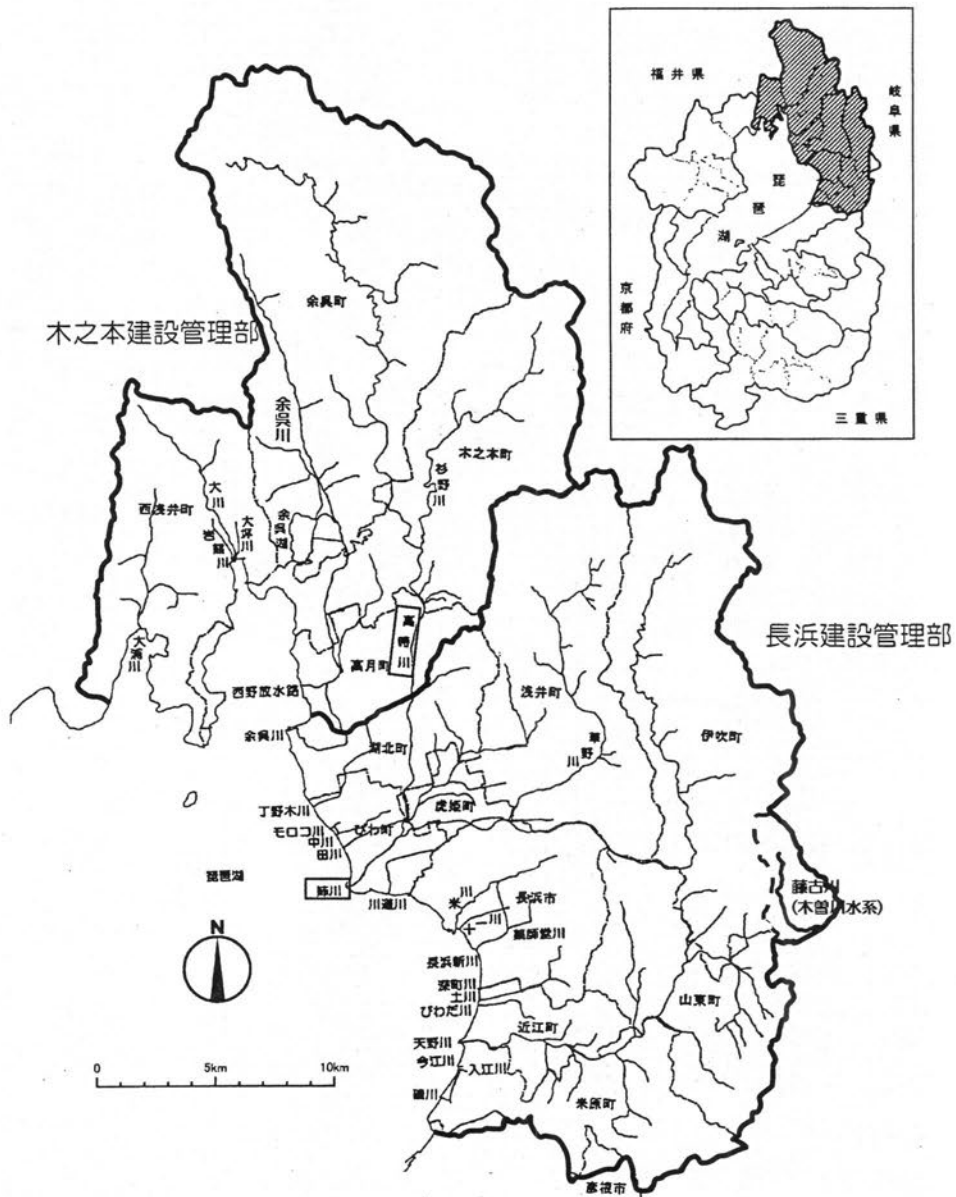 福井県
岐阜県
琵琶湖
京都府
三重県
木之本建設管理部
余呉町
余呉川
木之本町
杉野川
西浅井町
大川
岩熊川
大坪川
余呉湖
大浦川
高時川
高月町
長浜建設管理部
西野放水路
浅井町
草野川
伊吹町
余呉川
湖北町
丁野木川
虎姫町
モロコ川
びわ町
中川
田川
琵琶湖
姉川
川道川
米川
長浜市
十一川
薬師堂川
藤古川
(木曽川水系)
N
長浜新川
深町川
土川
びわだ川
山東町
近江町
天野川
今江川
入江川
0 5km 10km
磯川
米原町
彦根市